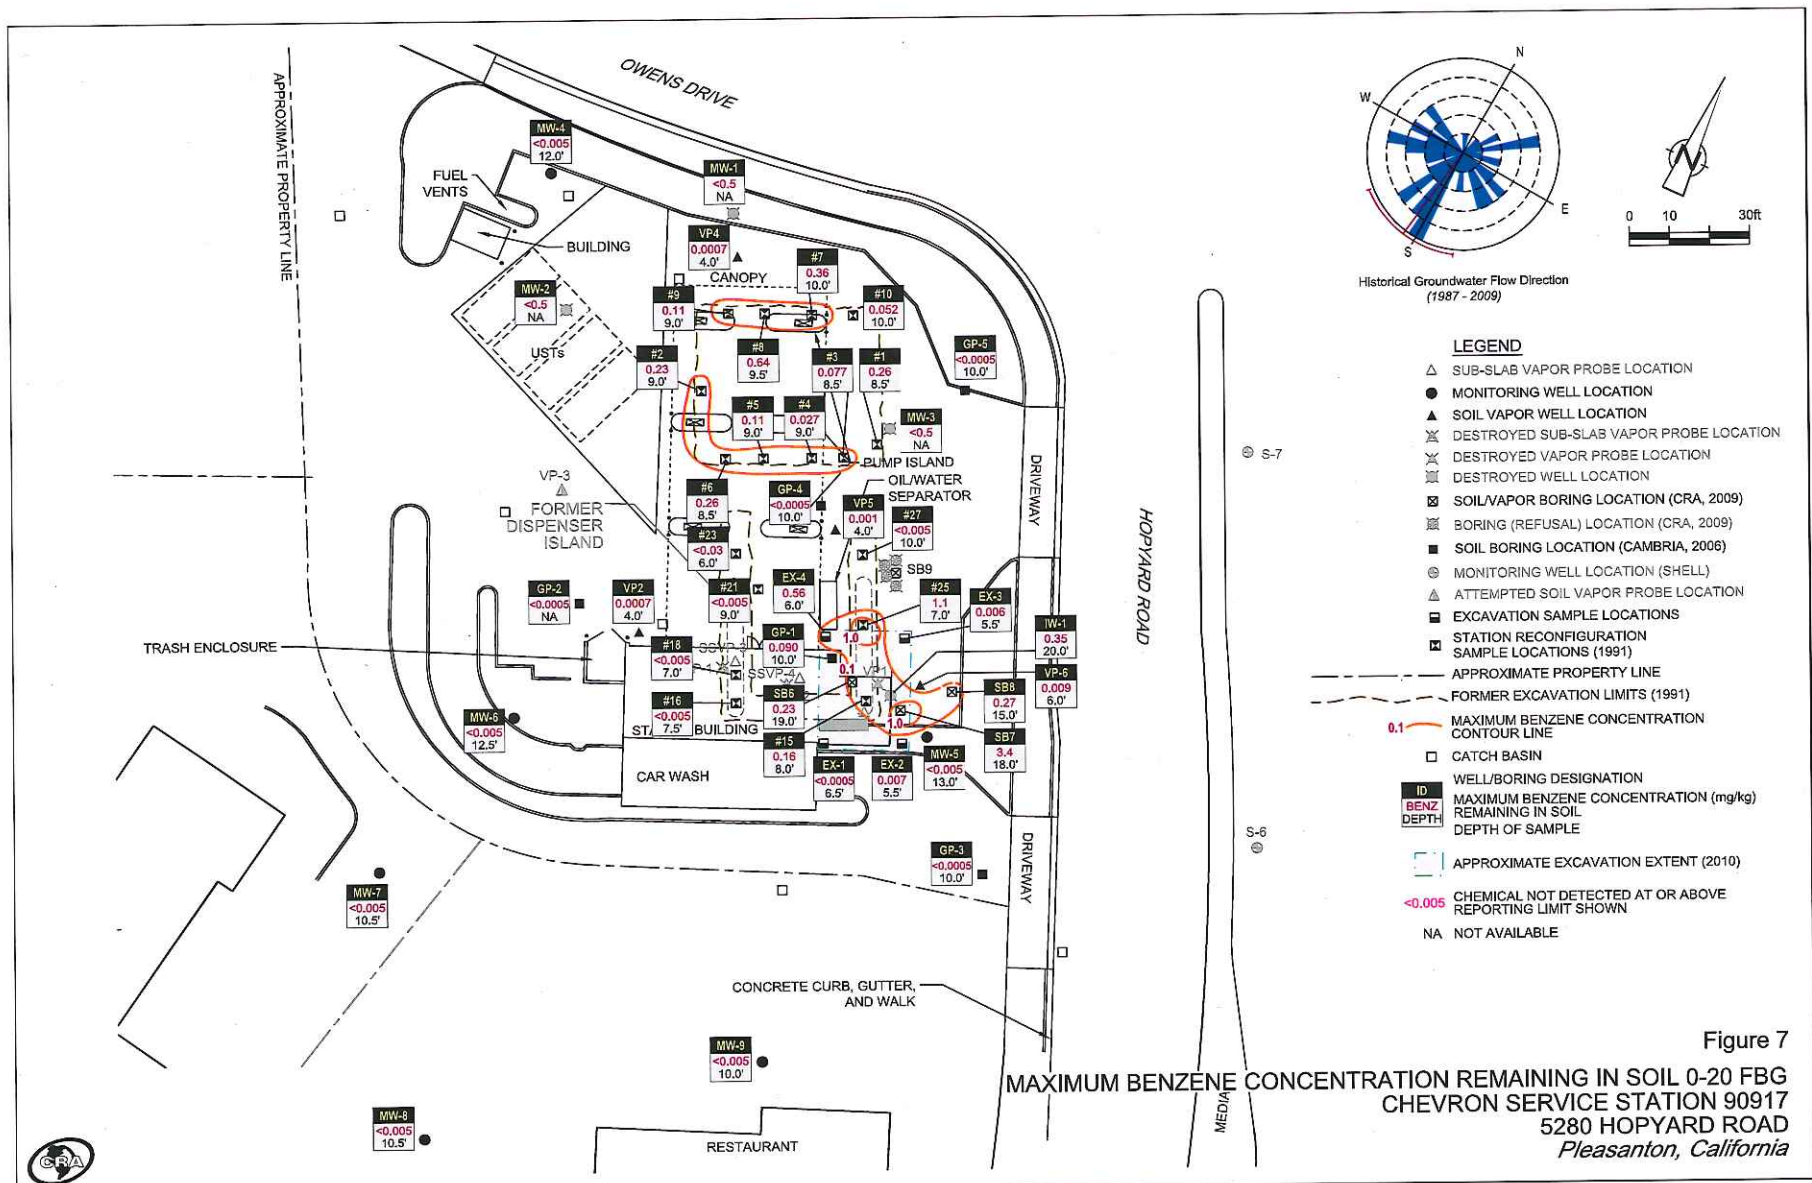 OWENS DRIVE
APPROXIMATE PROPERTY LINE
MW-4
<0.005
12.0'
FUEL
VENTS
BUILDING
MW-1
<0.5
NA
VP4
0.0007
4.0'
CANOPY
#7
0.36
10.0'
MW-2
<0.5
NA
USTs
#9
0.11
9.0'
#10
0.052
10.0'
#2
0.23
9.0'
#8
0.64
9.5'
#3
0.077
8.5'
#1
0.26
8.5'
GP-5
<0.0005
10.0'
#5
0.11
9.0'
#4
0.027
9.0'
MW-3
<0.5
NA
PUMP ISLAND
OIL/WATER
SEPARATOR
VP-3
FORMER
DISPENSER
ISLAND
#6
0.26
8.5'
GP-4
<0.0005
10.0'
VP5
0.001
4.0'
#27
<0.005
10.0'
#23
<0.03
6.0'
SB9
EX-4
0.56
6.0'
#25
1.1
7.0'
EX-3
0.006
5.5'
GP-2
<0.0005
NA
VP2
0.0007
4.0'
#21
<0.005
9.0'
IW-1
0.35
20.0'
TRASH ENCLOSURE
#18
<0.005
7.0'
SSVP-3
GP-1
0.090
10.0'
1.0
0.1
SSVP-4
VP1
VP-6
0.009
6.0'
SB6
0.23
19.0'
SB8
0.27
15.0'
#16
<0.005
7.5'
MW-6
<0.005
12.5'
BUILDING
1.0
#15
0.16
8.0'
SB7
3.4
18.0'
MW-5
<0.005
13.0'
CAR WASH
EX-1
<0.0005
6.5'
EX-2
0.007
5.5'
GP-3
<0.0005
10.0'
MW-7
<0.005
10.5'
CONCRETE CURB, GUTTER,
AND WALK
MW-9
<0.005
10.0'
MW-8
<0.005
10.5'
RESTAURANT
DRIVEWAY
DRIVEWAY
HOPYARD ROAD
S-7
S-6
MEDIA
CRA
N
W
E
S
Historical Groundwater Flow Direction
(1987 - 2009)
N
0 10 30ft
LEGEND
SUB-SLAB VAPOR PROBE LOCATION
MONITORING WELL LOCATION
SOIL VAPOR WELL LOCATION
DESTROYED SUB-SLAB VAPOR PROBE LOCATION
DESTROYED VAPOR PROBE LOCATION
DESTROYED WELL LOCATION
SOIL/VAPOR BORING LOCATION (CRA, 2009)
BORING (REFUSAL) LOCATION (CRA, 2009)
SOIL BORING LOCATION (CAMBRIA, 2006)
MONITORING WELL LOCATION (SHELL)
ATTEMPTED SOIL VAPOR PROBE LOCATION
EXCAVATION SAMPLE LOCATIONS
STATION RECONFIGURATION
SAMPLE LOCATIONS (1991)
APPROXIMATE PROPERTY LINE
FORMER EXCAVATION LIMITS (1991)
0.1 MAXIMUM BENZENE CONCENTRATION
CONTOUR LINE
CATCH BASIN
ID WELL/BORING DESIGNATION
BENZ MAXIMUM BENZENE CONCENTRATION (mg/kg)
REMAINING IN SOIL
DEPTH DEPTH OF SAMPLE
APPROXIMATE EXCAVATION EXTENT (2010)
<0.005 CHEMICAL NOT DETECTED AT OR ABOVE
REPORTING LIMIT SHOWN
NA NOT AVAILABLE
Figure 7
MAXIMUM BENZENE CONCENTRATION REMAINING IN SOIL 0-20 FBG
CHEVRON SERVICE STATION 90917
5280 HOPYARD ROAD
Pleasanton, California